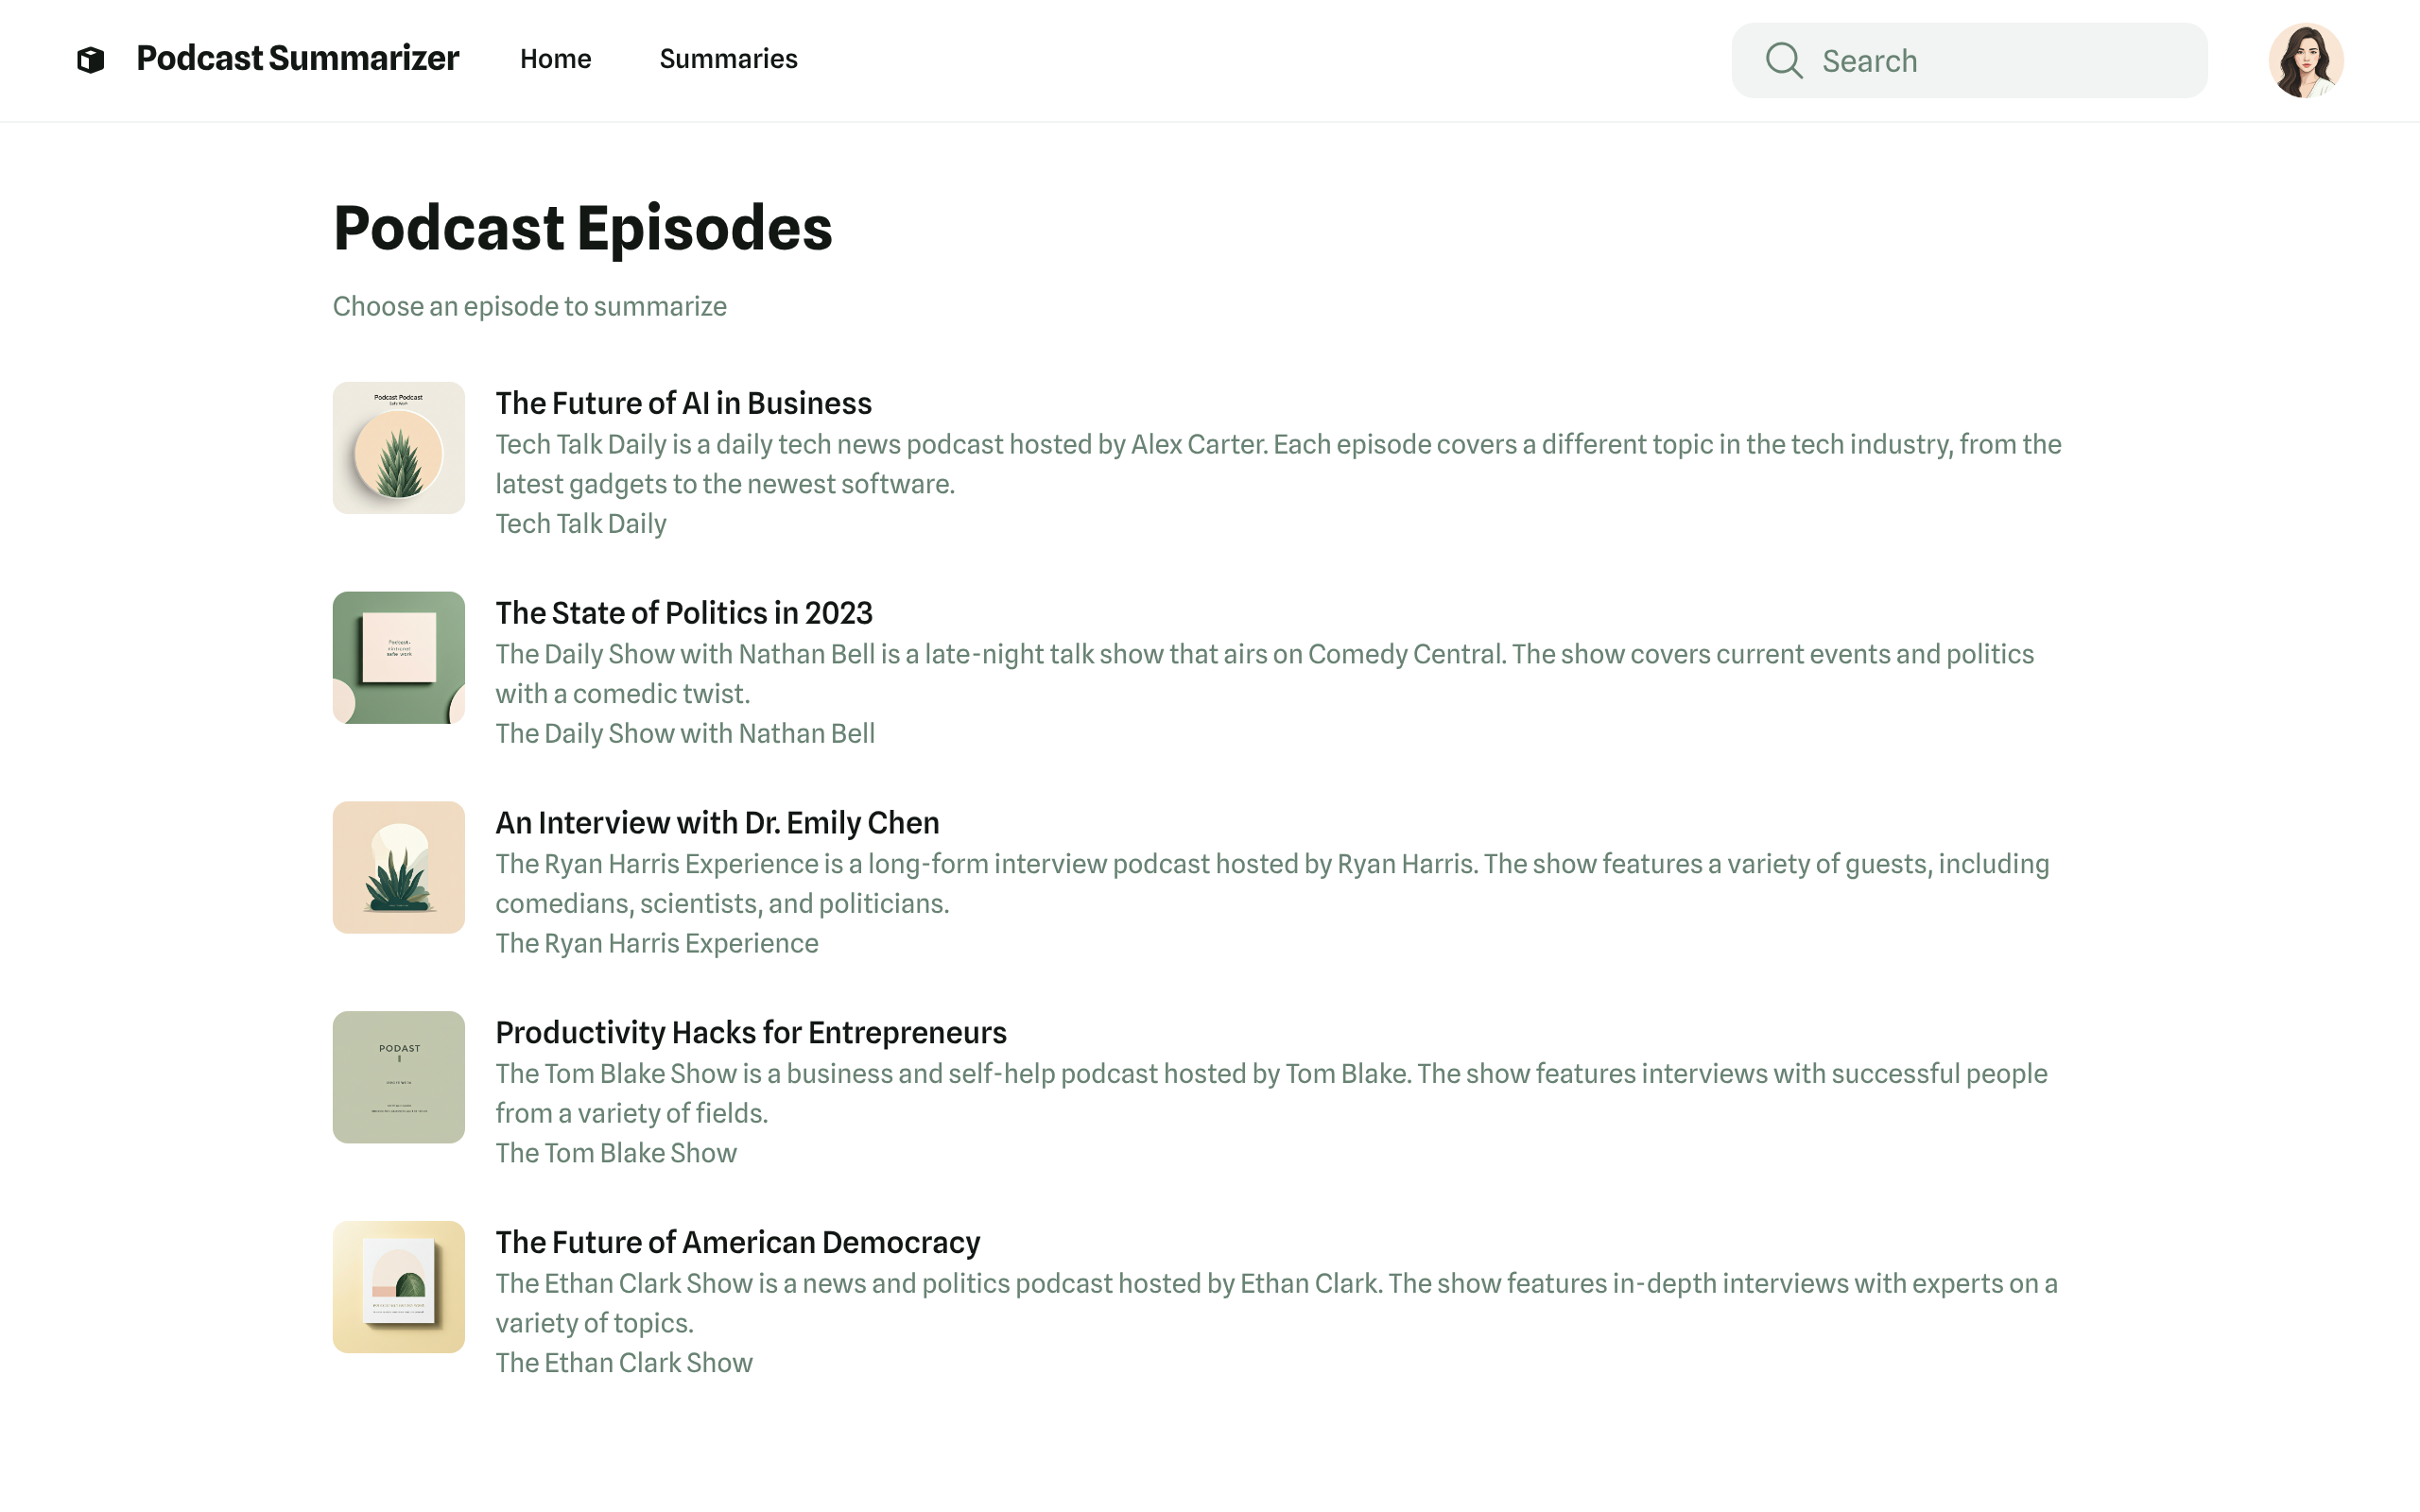 Podcast Summarizer
Home
Summaries
Search
Podcast Episodes
Choose an episode to summarize
Podcast Podcast
The Future of AI in Business
Tech Talk Daily is a daily tech news podcast hosted by Alex Carter. Each episode covers a different topic in the tech industry, from the
latest gadgets to the newest software.
Tech Talk Daily
The State of Politics in 2023
The Daily Show with Nathan Bell is a late-night talk show that airs on Comedy Central. The show covers current events and politics
with a comedic twist.
The Daily Show with Nathan Bell
An Interview with Dr. Emily Chen
The Ryan Harris Experience is a long-form interview podcast hosted by Ryan Harris. The show features a variety of guests, including
comedians, scientists, and politicians.
The Ryan Harris Experience
PODAST
Productivity Hacks for Entrepreneurs
The Tom Blake Show is a business and self-help podcast hosted by Tom Blake. The show features interviews with successful people
from a variety of fields.
The Tom Blake Show
The Future of American Democracy
The Ethan Clark Show is a news and politics podcast hosted by Ethan Clark. The show features in-depth interviews with experts on a
variety of topics.
The Ethan Clark Show